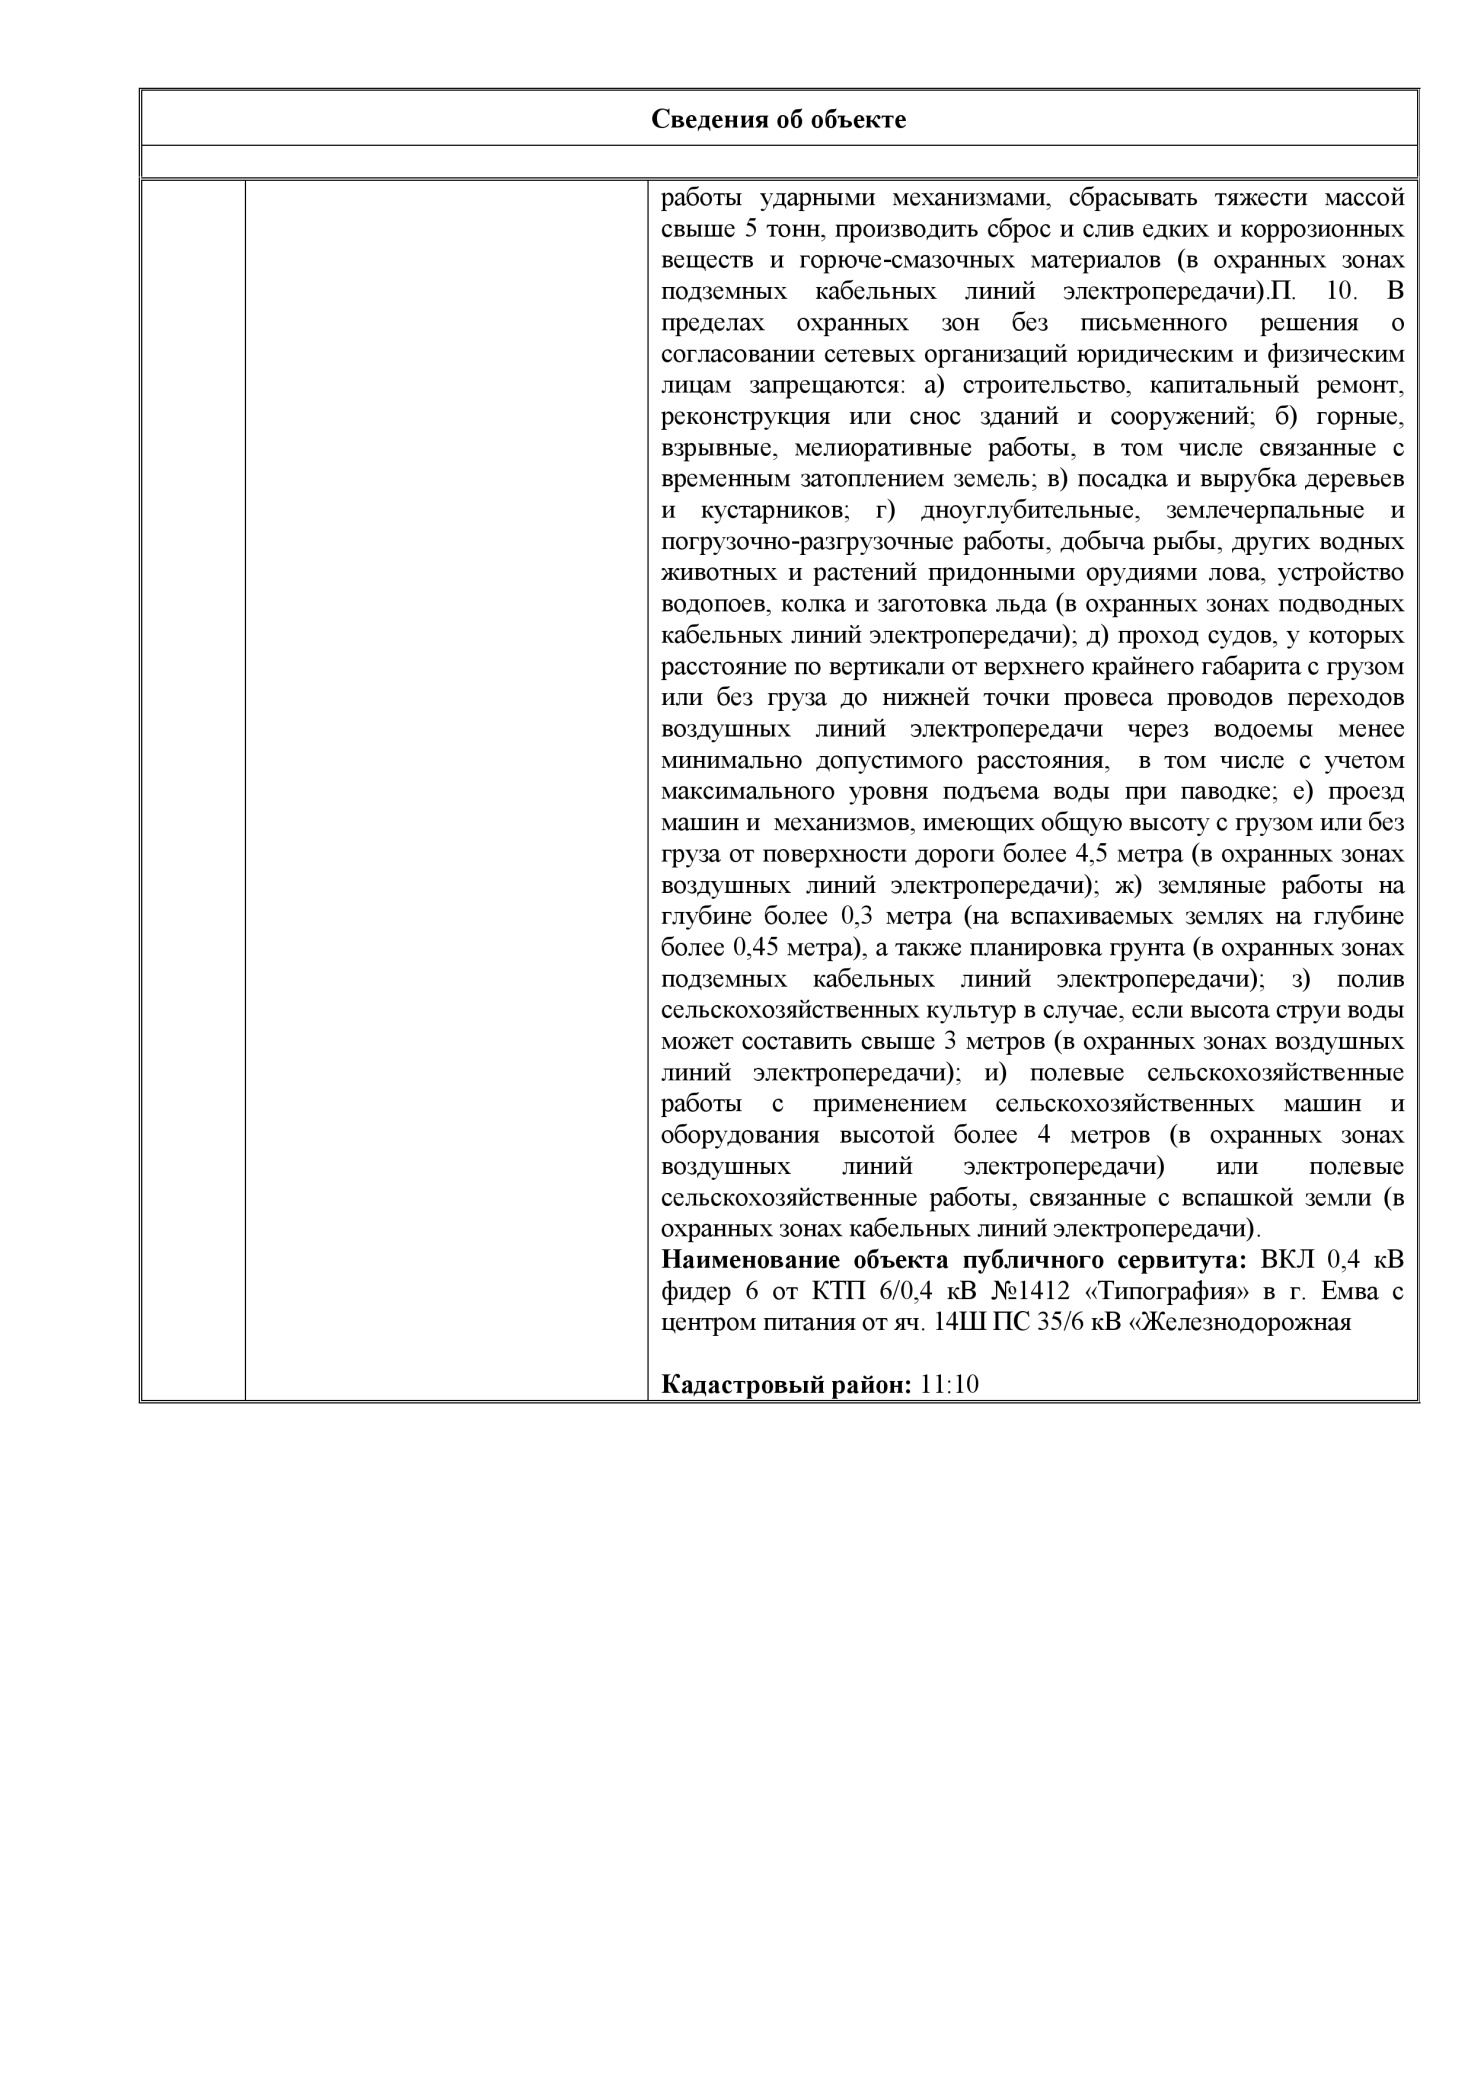 Сведения об объекте
работы ударными механизмами, сбрасывать тяжести массой
свыше 5 тонн, производить сброс и слив едких и коррозионных
веществ и горюче-смазочных материалов (в охранных зонах
подземных кабельных линий электропередачи).П. 10. В
пределах охранных зон без письменного решения о
согласовании сетевых организаций юридическим и физическим
лицам запрещаются: а) строительство, капитальный ремонт,
реконструкция или снос зданий и сооружений; б) горные,
взрывные, мелиоративные работы, в том числе связанные с
временным затоплением земель; в) посадка и вырубка деревьев
и кустарников; г) дноуглубительные, землечерпальные и
погрузочно-разгрузочные работы, добыча рыбы, других водных
животных и растений придонными орудиями лова, устройство
водопоев, колка и заготовка льда (в охранных зонах подводных
кабельных линий электропередачи); д) проход судов, у которых
расстояние по вертикали от верхнего крайнего габарита с грузом
или без груза до нижней точки провеса проводов переходов
воздушных линий электропередачи через водоемы менее
минимально допустимого расстояния, в том числе с учетом
максимального уровня подъема воды при паводке; е) проезд
машин и механизмов, имеющих общую высоту с грузом или без
груза от поверхности дороги более 4,5 метра (в охранных зонах
воздушных линий электропередачи); ж) земляные работы на
глубине более 0,3 метра (на вспахиваемых землях на глубине
более 0,45 метра), а также планировка грунта (в охранных зонах
подземных кабельных линий электропередачи); з) полив
сельскохозяйственных культур в случае, если высота струи воды
может составить свыше 3 метров (в охранных зонах воздушных
линий электропередачи); и) полевые сельскохозяйственные
работы с применением сельскохозяйственных машин и
оборудования высотой более 4 метров (в охранных зонах
воздушных линий электропередачи) или полевые
сельскохозяйственные работы, связанные с вспашкой земли (в
охранных зонах кабельных линий электропередачи).
Наименование объекта публичного сервитута: ВКЛ 0,4 кВ
фидер 6 от КТП 6/0,4 кВ №1412 «Типография» в г. Емва с
центром питания от яч. 14Ш ПС 35/6 кВ «Железнодорожная
Кадастровый район: 11:10